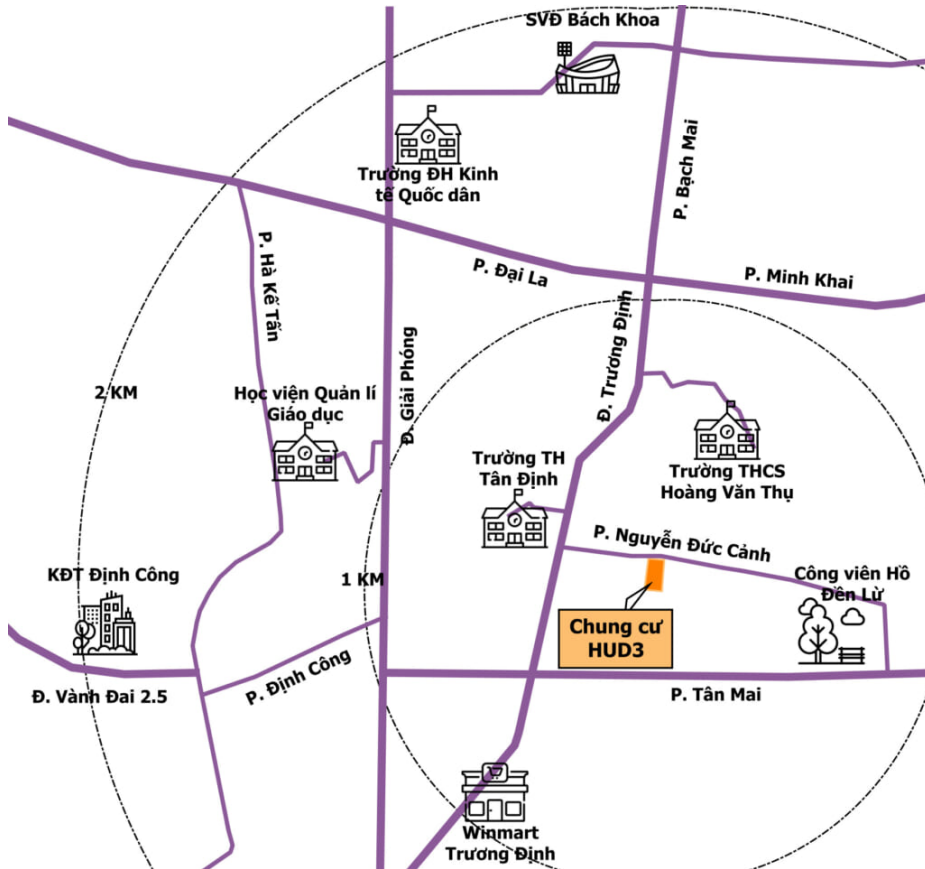 SVĐ Bách Khoa
P. Bạch Mai
Trường ĐH Kinh
tế Quốc dân
P. Hà Kế Tấn
P. Đại La
P. Minh Khai
Đ. Giải Phóng
Đ. Trương Định
2 KM
Học viện Quản lí
Giáo dục
Trường TH
Tân Định
Trường THCS
Hoàng Văn Thụ
P. Nguyễn Đức Cảnh
KĐT Định Công
1 KM
Công viên Hồ
Đền Lừ
Chung cư
HUD3
P. Định Công
Đ. Vành Đai 2.5
P. Tân Mai
Winmart
Trương Định